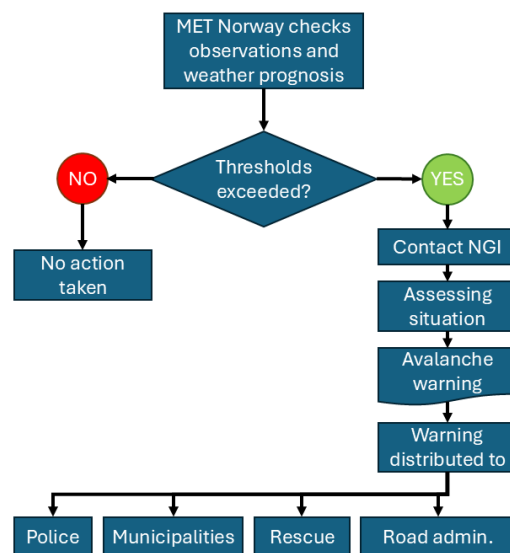 MET Norway checks
observations and
weather prognosis
Thresholds
exceeded?
NO
YES
No action
taken
Contact NGI
Assessing
situation
Avalanche
warning
Warning
distributed to
Police
Municipalities
Rescue
Road admin.